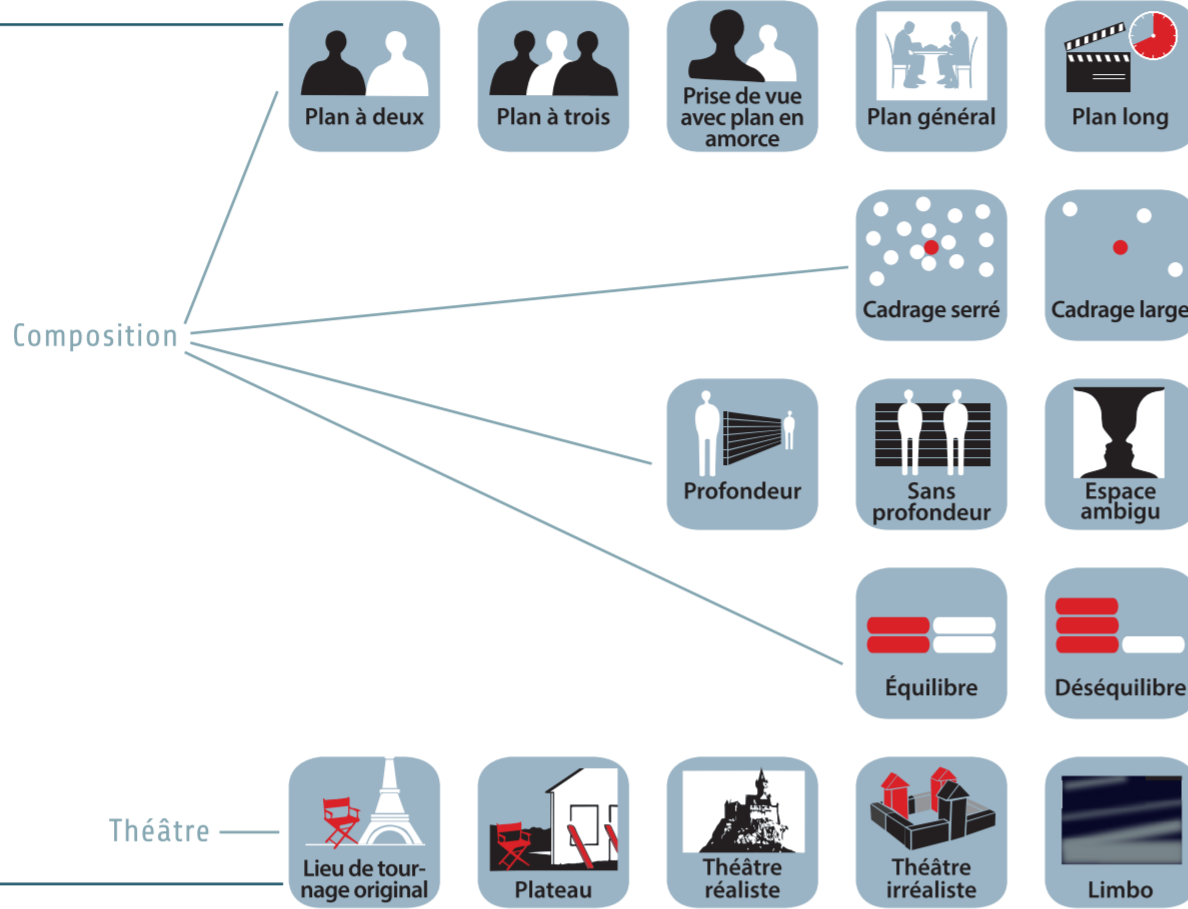 Plan à deux
Plan à trois
Prise de vue
avec plan en
amorce
Plan général
Plan long
Cadrage serré
Cadrage large
Composition
Profondeur
Sans
profondeur
Espace
ambigu
Équilibre
Déséquilibre
Théâtre
Lieu de tour-
nage original
Plateau
Théâtre
réaliste
Théâtre
irréaliste
Limbo